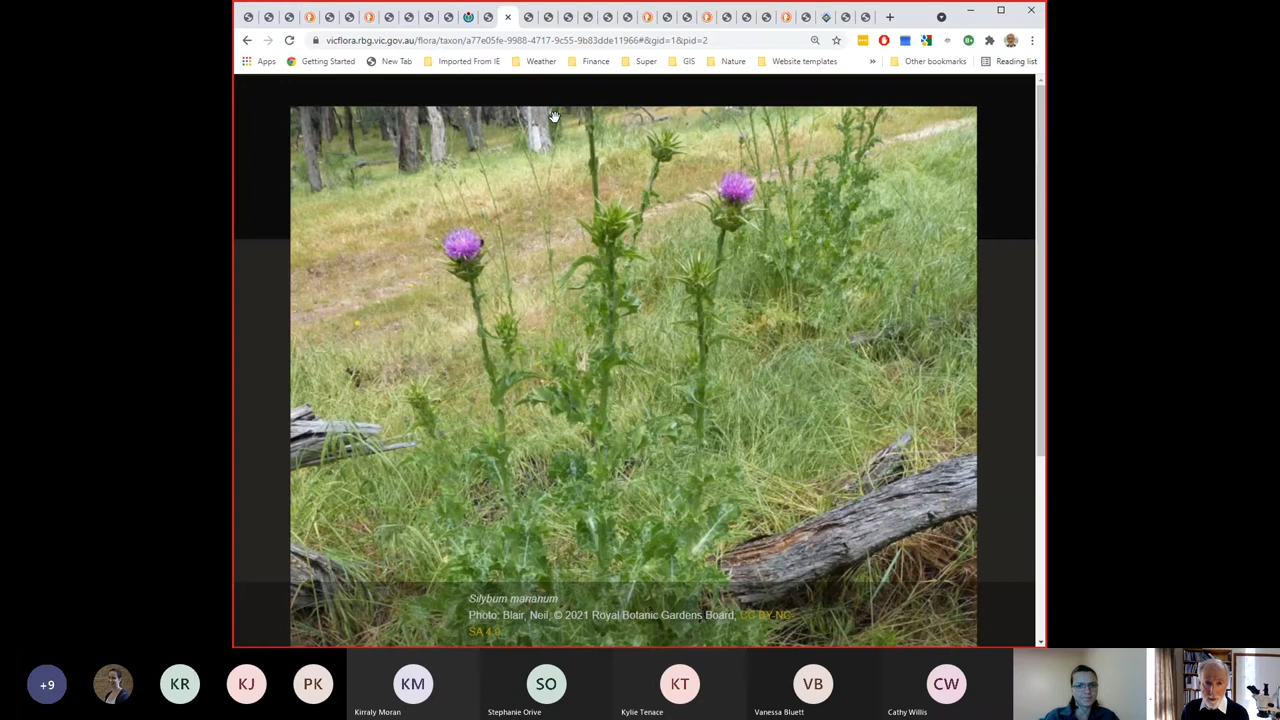 vicflora.rbg.vic.gov.au/flora/taxon/a77e05fe-9988-4717-9c55-9b83dde11966#&gid=1&pid=2
Apps Getting Started New Tab Imported From IE Weather Finance Super GIS Nature Website templates » Other bookmarks Reading list
Silybum marianum
Photo: Blair, Neil, © 2021 Royal Botanic Gardens Board, CC BY-NC-
SA 4.0
+9 KR KJ PK KM SO KT VB CW
Kirraly Moran Stephanie Orive Kylie Tenace Vanessa Bluett Cathy Willis